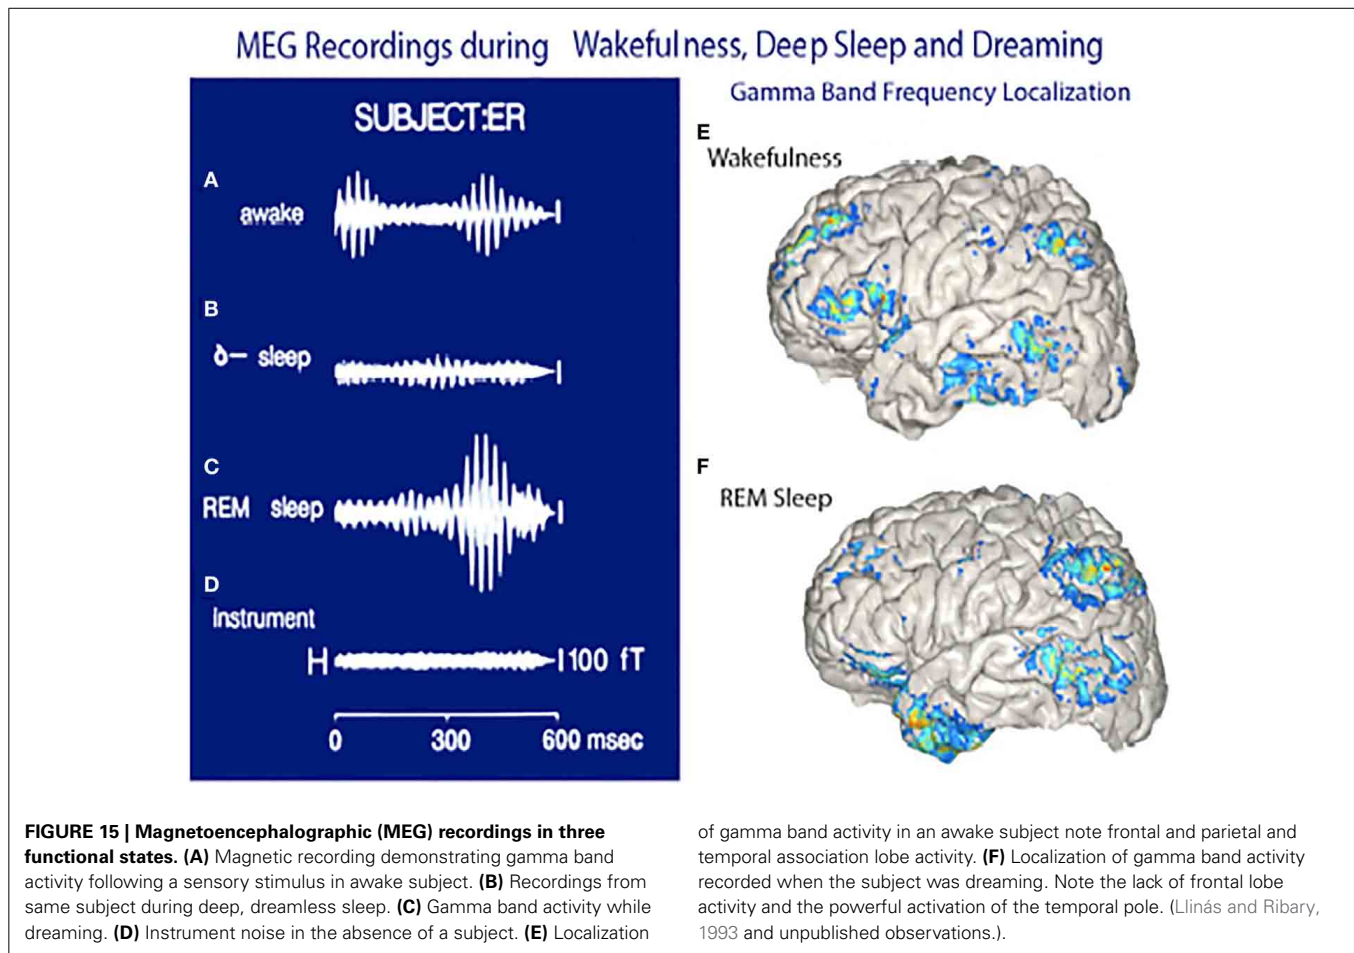 MEG Recordings during Wakefulness, Deep Sleep and Dreaming
SUBJECT:ER
A
awake
B
δ— sleep
C
REM sleep
D
instrument
H I 100 fT
0 300 600 msec
Gamma Band Frequency Localization
E
Wakefulness
F
REM Sleep
FIGURE 15 | Magnetoencephalographic (MEG) recordings in three
functional states. (A) Magnetic recording demonstrating gamma band
activity following a sensory stimulus in awake subject. (B) Recordings from
same subject during deep, dreamless sleep. (C) Gamma band activity while
dreaming. (D) Instrument noise in the absence of a subject. (E) Localization
of gamma band activity in an awake subject note frontal and parietal and
temporal association lobe activity. (F) Localization of gamma band activity
recorded when the subject was dreaming. Note the lack of frontal lobe
activity and the powerful activation of the temporal pole. (Llinás and Ribary,
1993 and unpublished observations.).